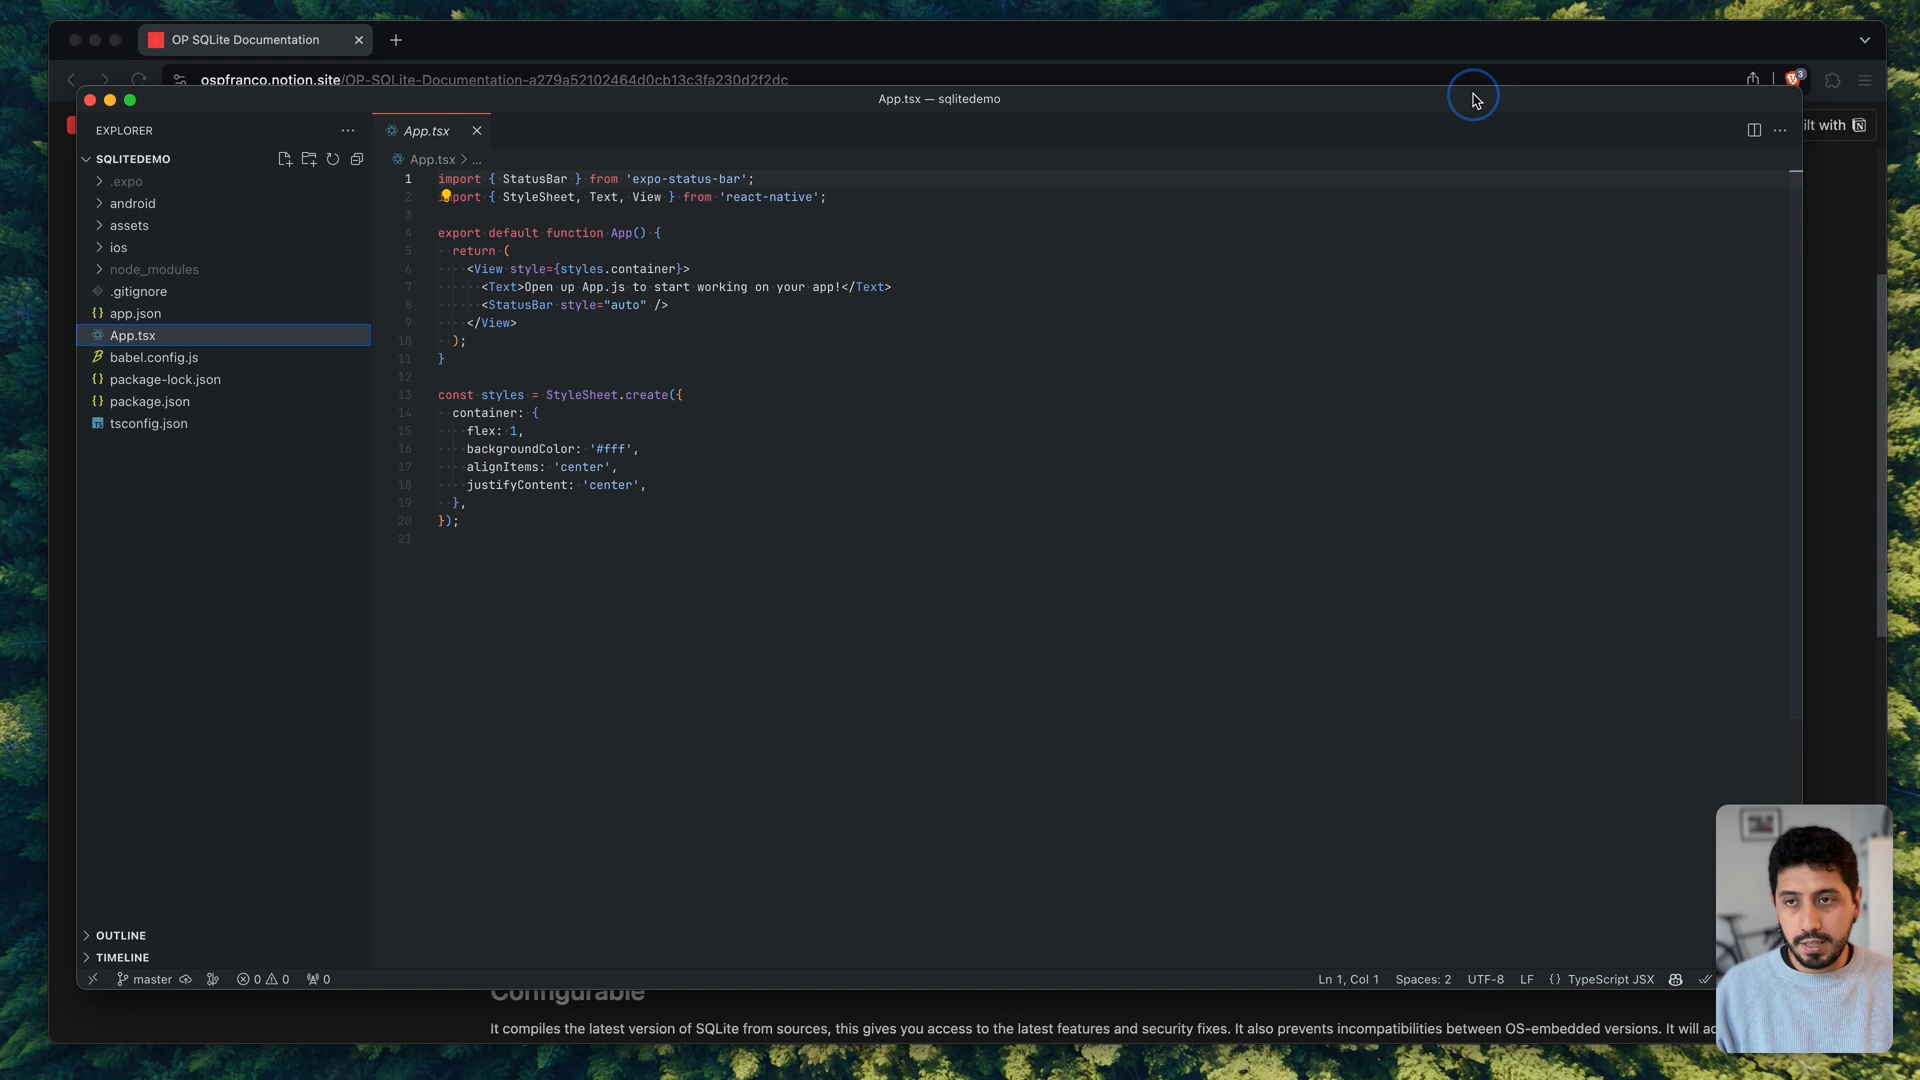 OP SQLite Documentation
ospfranco.notion.site/OP-SQLite-Documentation-a279a52102464d0cb13c3fa230d2f2dc
3
App.tsx — sqlitedemo
ilt with
EXPLORER
App.tsx
SQLITEDEMO
App.tsx > ...
.expo
android
assets
ios
node_modules
.gitignore
app.json
App.tsx
babel.config.js
package-lock.json
package.json
tsconfig.json
1 import { StatusBar } from 'expo-status-bar';
2 import { StyleSheet, Text, View } from 'react-native';
3
4 export default function App() {
5 return (
6 <View style={styles.container}>
7 <Text>Open up App.js to start working on your app!</Text>
8 <StatusBar style="auto" />
9 </View>
10 );
11 }
12
13 const styles = StyleSheet.create({
14 container: {
15 flex: 1,
16 backgroundColor: '#fff',
17 alignItems: 'center',
18 justifyContent: 'center',
19 },
20 });
21
OUTLINE
TIMELINE
master 0 0 0 Ln 1, Col 1 Spaces: 2 UTF-8 LF {} TypeScript JSX
Configurable
It compiles the latest version of SQLite from sources, this gives you access to the latest features and security fixes. It also prevents incompatibilities between OS-embedded versions. It will